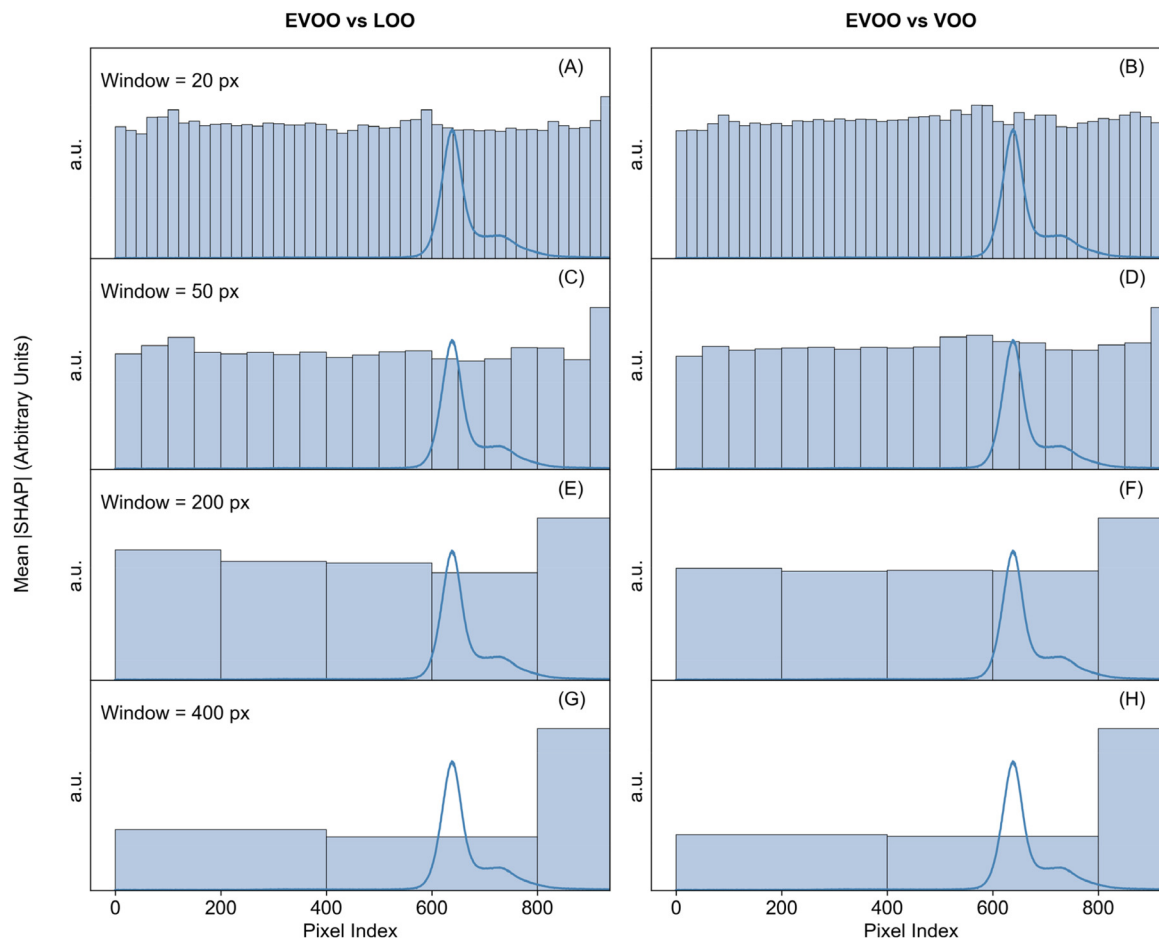 EVOO vs LOO
EVOO vs VOO
Mean |SHAP| (Arbitrary Units)
Window = 20 px
(A)
(B)
a.u.
a.u.
Window = 50 px
(C)
(D)
a.u.
a.u.
Window = 200 px
(E)
(F)
a.u.
a.u.
Window = 400 px
(G)
(H)
a.u.
a.u.
0 200 400 600 800
0 200 400 600 800
Pixel Index
Pixel Index